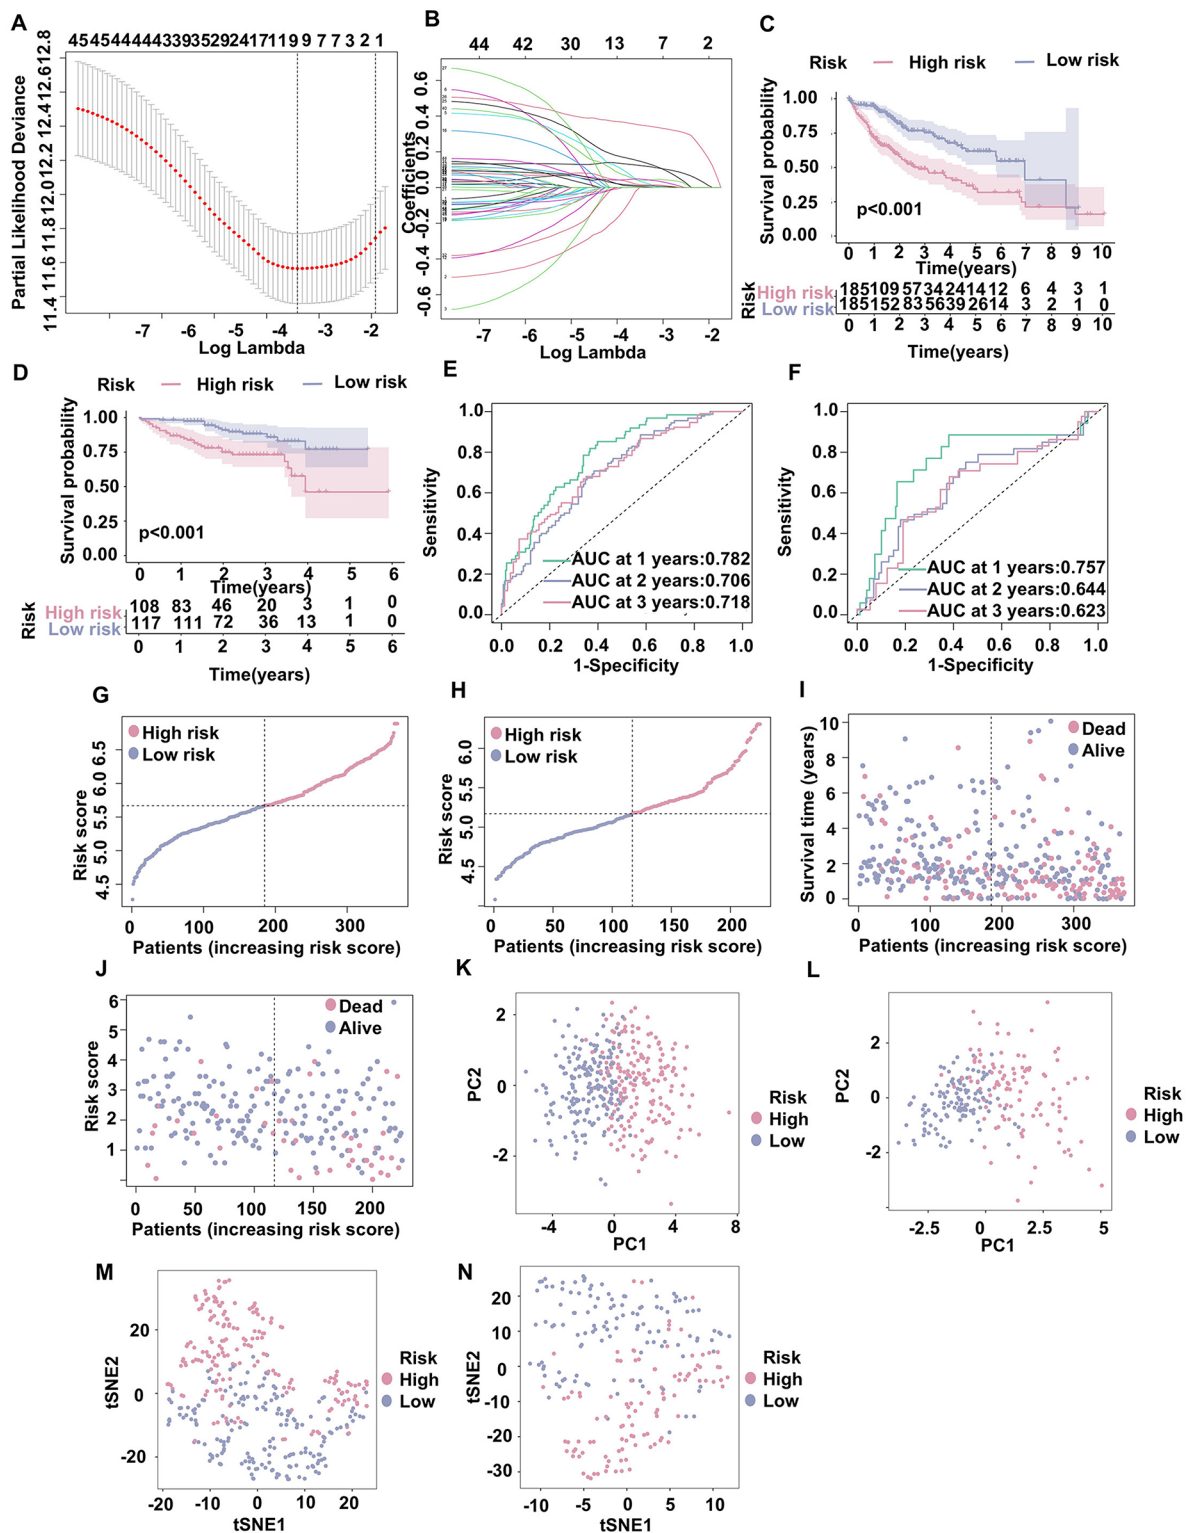 A
45 45 44 44 43 39 35 29 24 17 11 9 9 7 7 3 2 1
Partial Likelihood Deviance
11.4 11.6 11.8 12.0 12.2 12.4 12.6 12.8
-7 -6 -5 -4 -3 -2
Log Lambda
B
44 42 30 13 7 2
Coefficients
-0.6 -0.4 -0.2 0.0 0.2 0.4 0.6
-7 -6 -5 -4 -3 -2
Log Lambda
C
Risk High risk Low risk
Survival probability
1.00
0.75
0.50
0.25
0.00
p<0.001
0 1 2 3 4 5 6 7 8 9 10
Time(years)
Risk
High risk 185 109 57 34 24 14 12 6 4 3 1
Low risk 185 152 83 56 39 26 14 3 2 1 0
0 1 2 3 4 5 6 7 8 9 10
Time(years)
D
Risk High risk Low risk
Survival probability
1.00
0.75
0.50
0.25
0.00
p<0.001
0 1 2 3 4 5 6
Time(years)
Risk
High risk 108 83 46 20 3 1 0
Low risk 117 111 72 36 13 1 0
0 1 2 3 4 5 6
Time(years)
E
Sensitivity
1.0
0.8
0.6
0.4
0.2
0.0
AUC at 1 years:0.782
AUC at 2 years:0.706
AUC at 3 years:0.718
0.0 0.2 0.4 0.6 0.8 1.0
1-Specificity
F
Sensitivity
1.0
0.8
0.6
0.4
0.2
0.0
AUC at 1 years:0.757
AUC at 2 years:0.644
AUC at 3 years:0.623
0.0 0.2 0.4 0.6 0.8 1.0
1-Specificity
G
High risk
Low risk
Risk score
4.5 5.0 5.5 6.0 6.5
0 100 200 300
Patients (increasing risk score)
H
High risk
Low risk
Risk score
4.5 5.0 5.5 6.0
0 50 100 150 200
Patients (increasing risk score)
I
Dead
Alive
Survival time (years)
10
8
6
4
2
0
0 100 200 300
Patients (increasing risk score)
J
Dead
Alive
Risk score
6
5
4
3
2
1
0 50 100 150 200
Patients (increasing risk score)
K
PC2
2
0
-2
-4 0 4 8
PC1
Risk
High
Low
L
PC2
2
0
-2
-2.5 0 2.5 5
PC1
Risk
High
Low
M
tSNE2
20
0
-20
-20 -10 0 10 20
tSNE1
Risk
High
Low
N
tSNE2
20
10
0
-10
-20
-30
-10 -5 0 5 10
tSNE1
Risk
High
Low